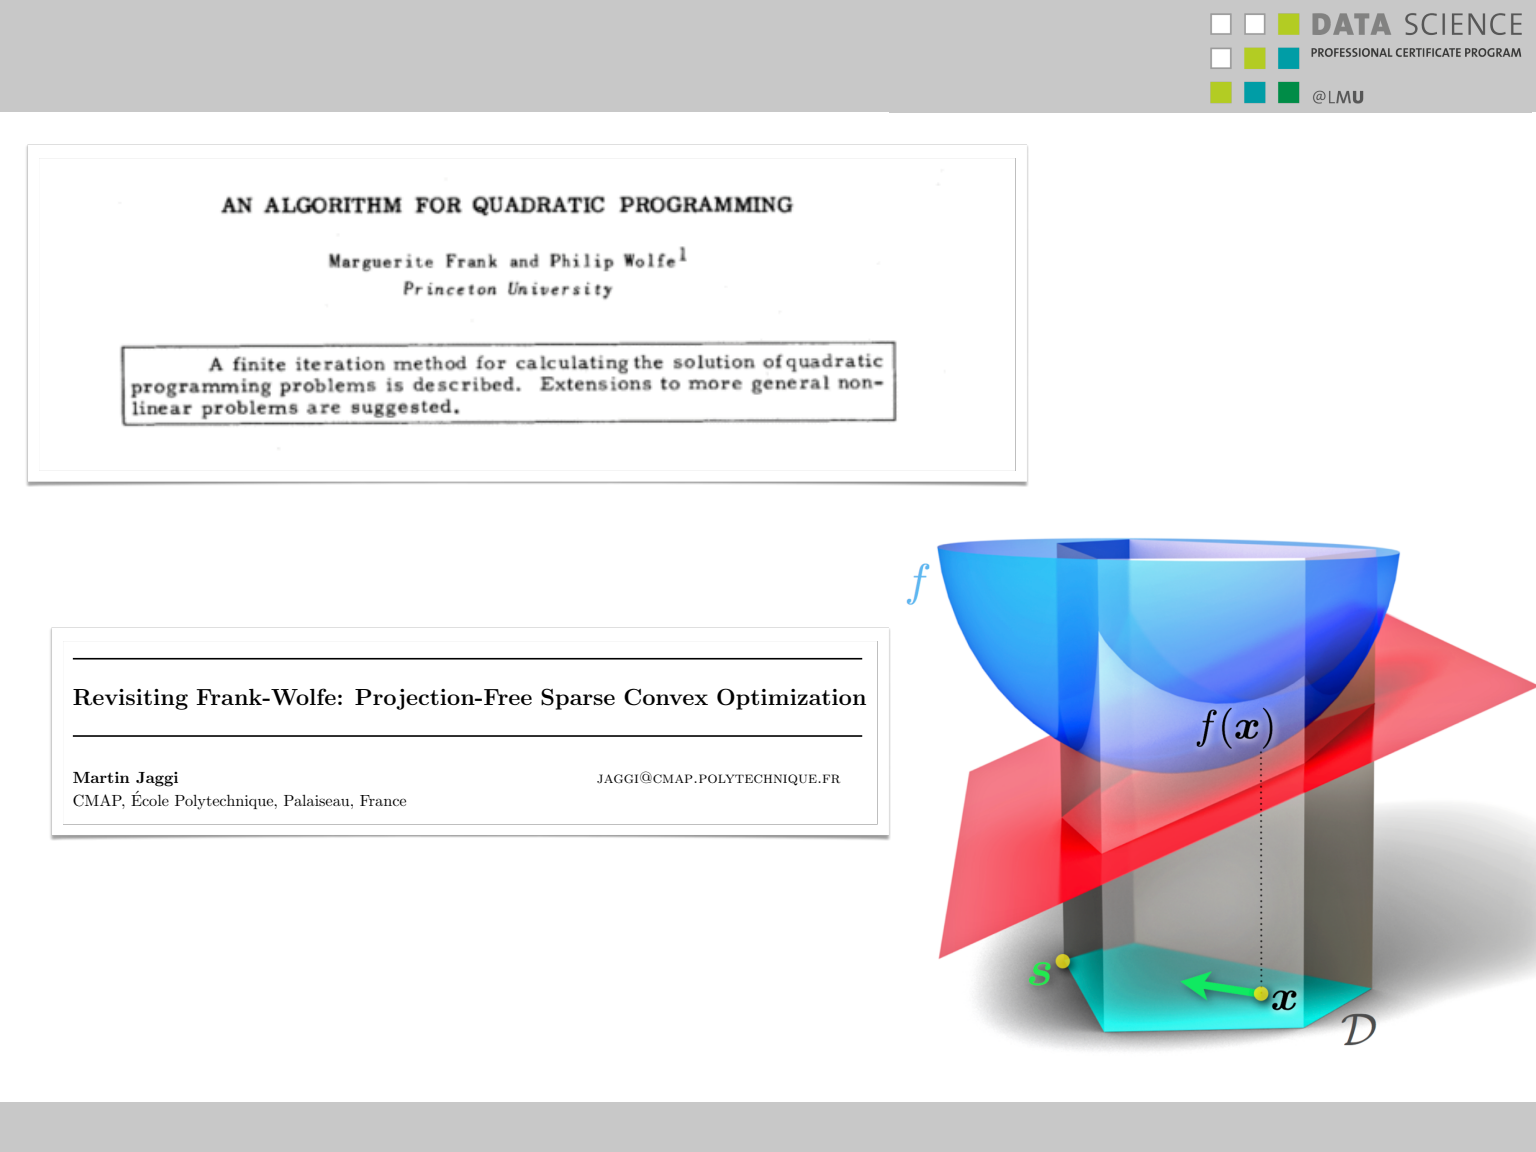 DATA SCIENCE
PROFESSIONAL CERTIFICATE PROGRAM
@LMU
AN ALGORITHM FOR QUADRATIC PROGRAMMING
Marguerite Frank and Philip Wolfe1
Princeton University
A finite iteration method for calculating the solution of quadratic
programming problems is described. Extensions to more general non-
linear problems are suggested.
f
Revisiting Frank-Wolfe: Projection-Free Sparse Convex Optimization
f(x)
Martin Jaggi JAGGI@CMAP.POLYTECHNIQUE.FR
CMAP, École Polytechnique, Palaiseau, France
s
x
D